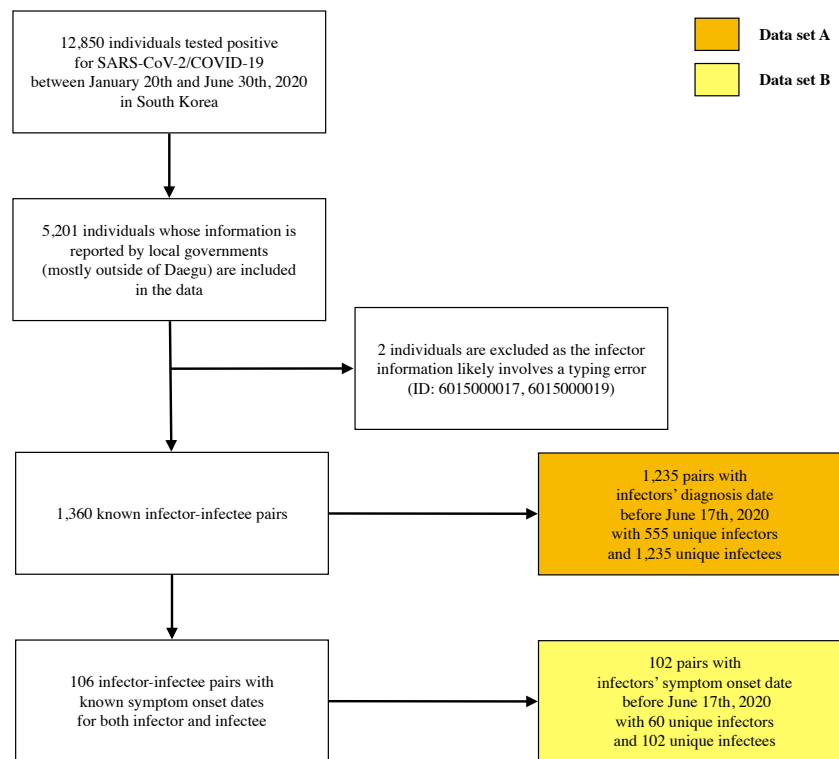 12,850 individuals tested positive
for SARS-CoV-2/COVID-19
between January 20th and June 30th, 2020
in South Korea
Data set A
Data set B
5,201 individuals whose information is
reported by local governments
(mostly outside of Daegu) are included
in the data
2 individuals are excluded as the infector
information likely involves a typing error
(ID: 6015000017, 6015000019)
1,360 known infector-infectee pairs
1,235 pairs with
infectors’ diagnosis date
before June 17th, 2020
with 555 unique infectors
and 1,235 unique infectees
106 infector-infectee pairs with
known symptom onset dates
for both infector and infectee
102 pairs with
infectors’ symptom onset date
before June 17th, 2020
with 60 unique infectors
and 102 unique infectees